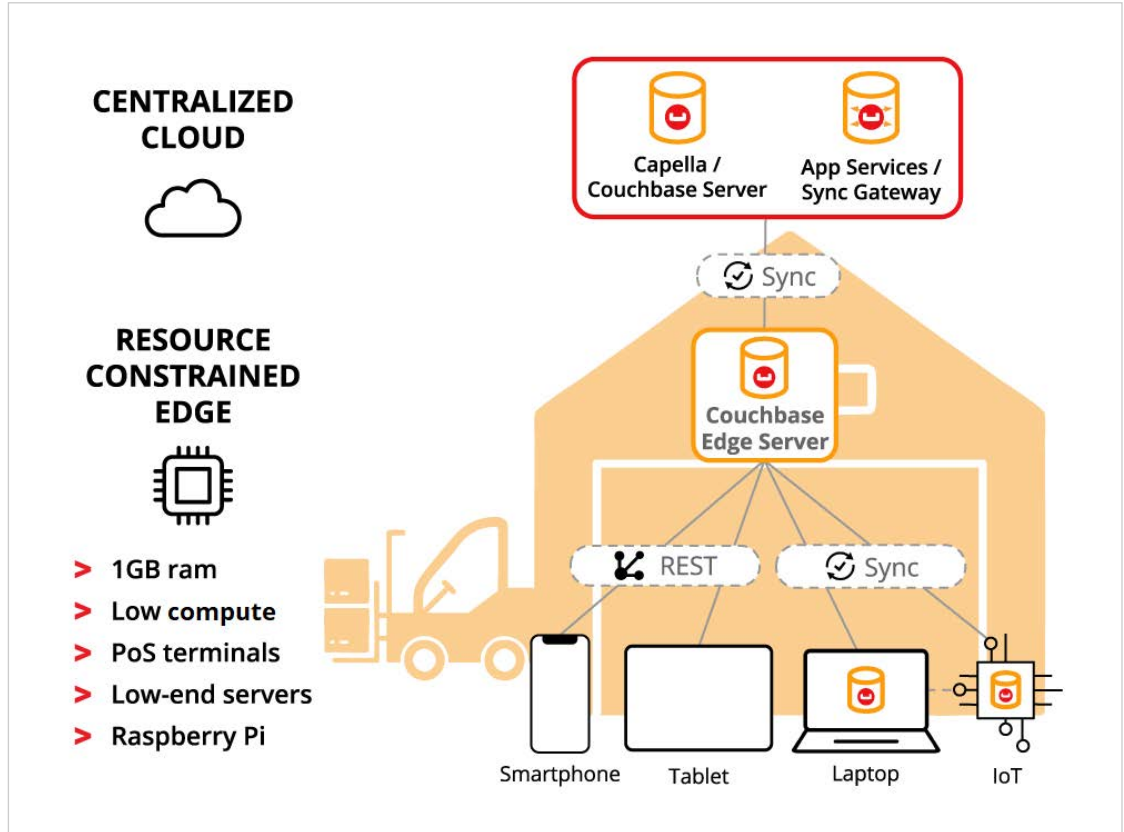 CENTRALIZED
CLOUD
Capella /
Couchbase Server
App Services /
Sync Gateway
Sync
RESOURCE
CONSTRAINED
EDGE
Couchbase
Edge Server
> 1GB ram
> Low compute
> PoS terminals
> Low-end servers
> Raspberry Pi
REST
Sync
Smartphone
Tablet
Laptop
IoT